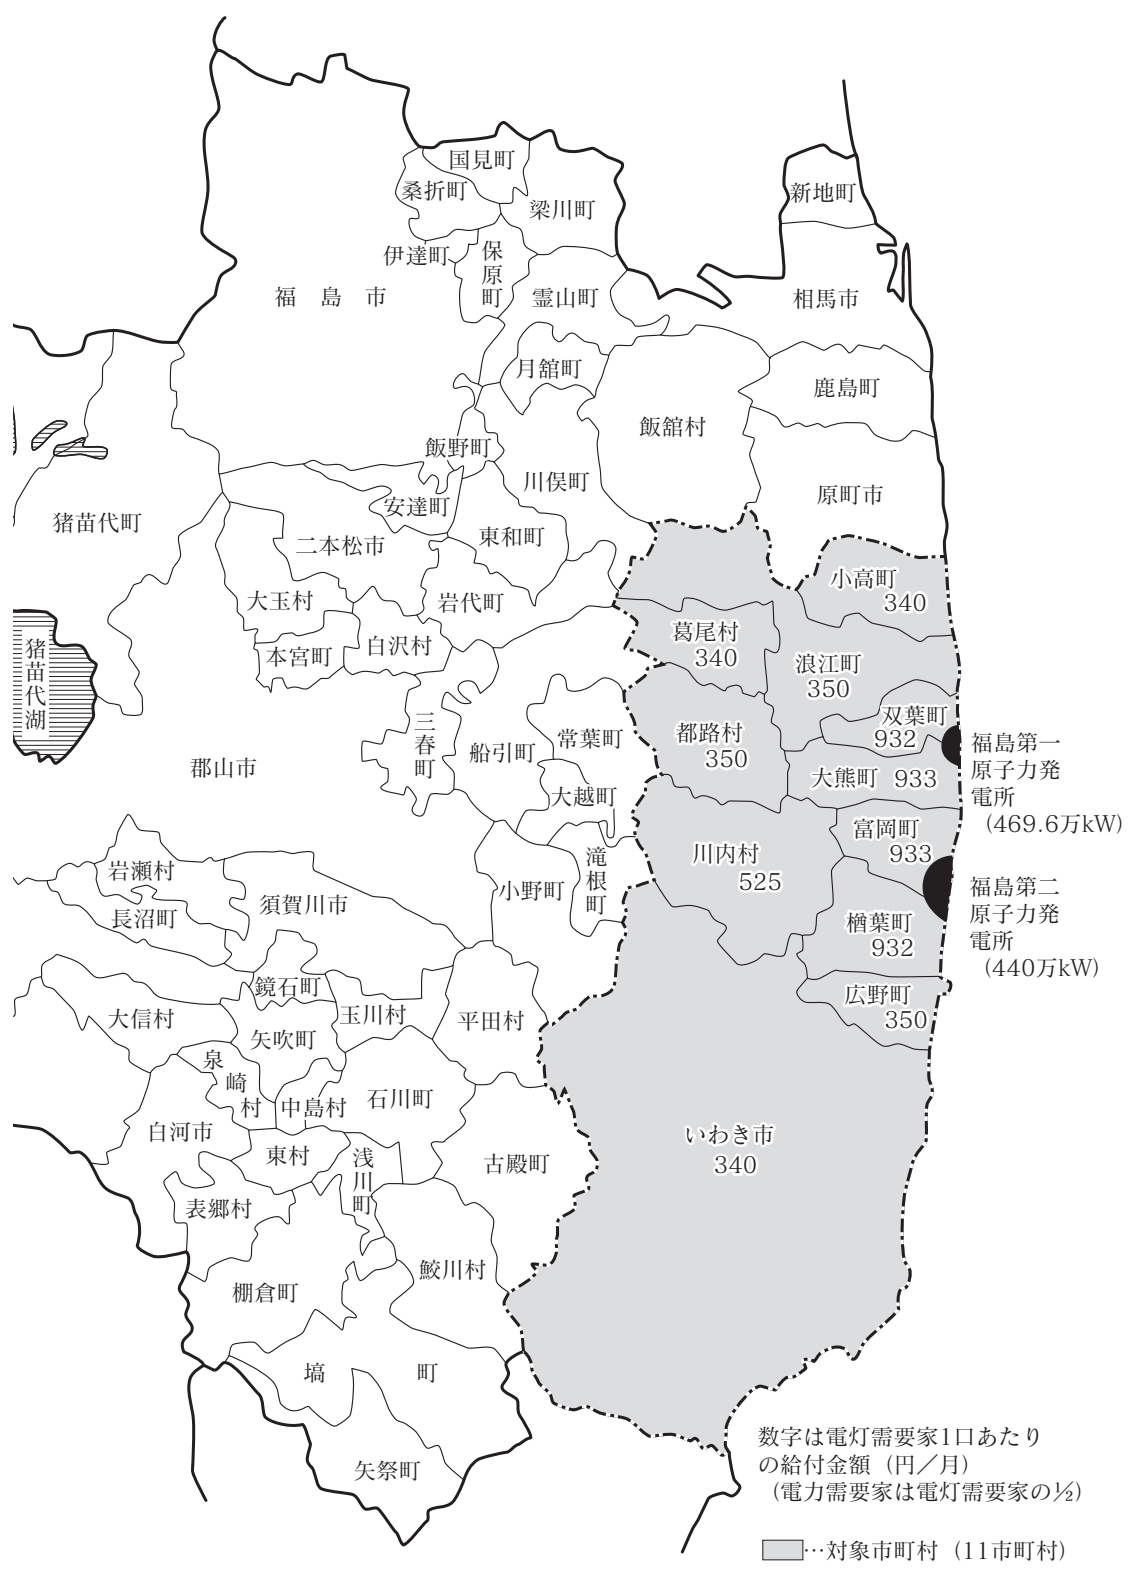 国見町
桑折町
新地町
梁川町
伊達町
保原町
福島市
霊山町
相馬市
月舘町
鹿島町
飯舘村
飯野町
川俣町
原町市
安達町
猪苗代町
二本松市
東和町
小高町
340
大玉村
岩代町
葛尾村
340
白沢村
本宮町
猪苗代湖
浪江町
350
双葉町
932
三春町
船引町
常葉町
都路村
350
福島第一
原子力発
電所
(469.6万kW)
郡山市
大熊町 933
大越町
富岡町
933
川内村
525
岩瀬村
小野町
滝根町
須賀川市
長沼町
福島第二
原子力発
電所
(440万kW)
楢葉町
932
鏡石町
広野町
350
大信村
玉川村
平田村
矢吹町
泉崎村
中島村
石川町
白河市
いわき市
340
東村
浅川町
古殿町
表郷村
鮫川村
棚倉町
塙町
矢祭町
数字は電灯需要家1口あたり
の給付金額（円／月）
（電力需要家は電灯需要家の½）
…対象市町村（11市町村）